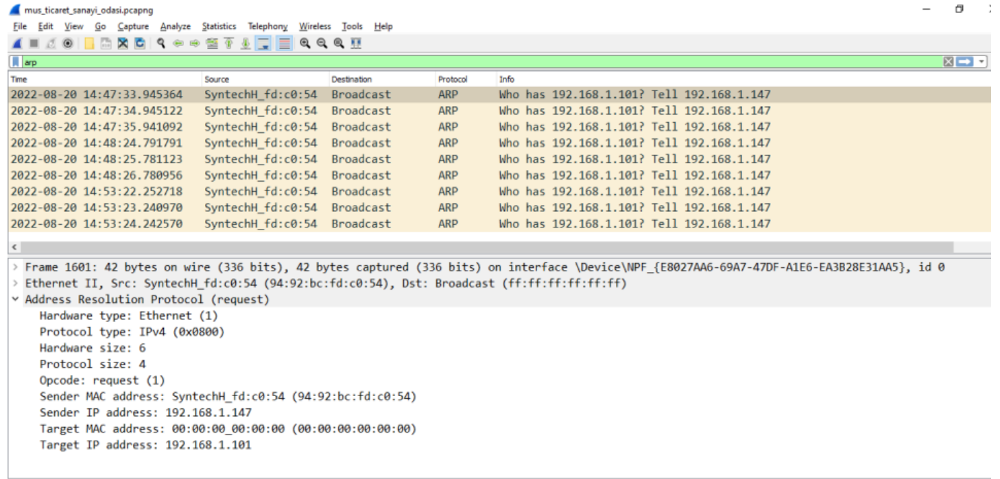 mus_ticaret_sanayi_odasi.pcapng
File Edit View Go Capture Analyze Statistics Telephony Wireless Tools Help
arp
Time Source Destination Protocol Info
2022-08-20 14:47:33.945364 SyntechH_fd:c0:54 Broadcast ARP Who has 192.168.1.101? Tell 192.168.1.147
2022-08-20 14:47:34.945122 SyntechH_fd:c0:54 Broadcast ARP Who has 192.168.1.101? Tell 192.168.1.147
2022-08-20 14:47:35.941092 SyntechH_fd:c0:54 Broadcast ARP Who has 192.168.1.101? Tell 192.168.1.147
2022-08-20 14:48:24.791791 SyntechH_fd:c0:54 Broadcast ARP Who has 192.168.1.101? Tell 192.168.1.147
2022-08-20 14:48:25.781123 SyntechH_fd:c0:54 Broadcast ARP Who has 192.168.1.101? Tell 192.168.1.147
2022-08-20 14:48:26.780956 SyntechH_fd:c0:54 Broadcast ARP Who has 192.168.1.101? Tell 192.168.1.147
2022-08-20 14:53:22.252718 SyntechH_fd:c0:54 Broadcast ARP Who has 192.168.1.101? Tell 192.168.1.147
2022-08-20 14:53:23.240970 SyntechH_fd:c0:54 Broadcast ARP Who has 192.168.1.101? Tell 192.168.1.147
2022-08-20 14:53:24.242570 SyntechH_fd:c0:54 Broadcast ARP Who has 192.168.1.101? Tell 192.168.1.147
Frame 1601: 42 bytes on wire (336 bits), 42 bytes captured (336 bits) on interface \Device\NPF_{E8027AA6-69A7-47DF-A1E6-EA3B28E31AA5}, id 0
Ethernet II, Src: SyntechH_fd:c0:54 (94:92:bc:fd:c0:54), Dst: Broadcast (ff:ff:ff:ff:ff:ff)
Address Resolution Protocol (request)
Hardware type: Ethernet (1)
Protocol type: IPv4 (0x0800)
Hardware size: 6
Protocol size: 4
Opcode: request (1)
Sender MAC address: SyntechH_fd:c0:54 (94:92:bc:fd:c0:54)
Sender IP address: 192.168.1.147
Target MAC address: 00:00:00_00:00:00 (00:00:00:00:00:00)
Target IP address: 192.168.1.101